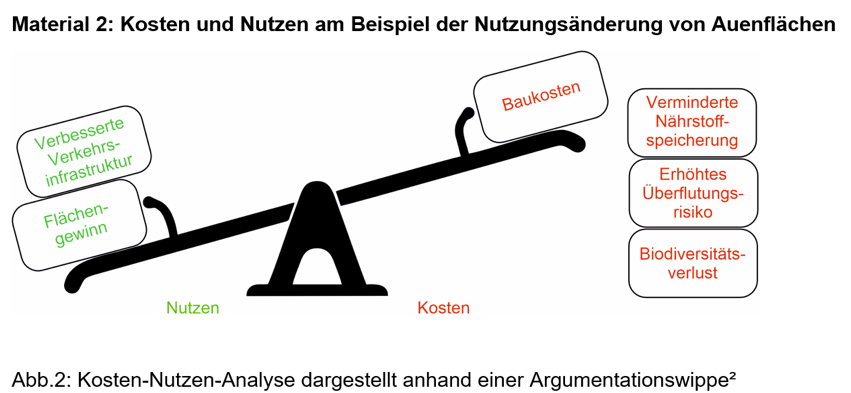 Material 2: Kosten und Nutzen am Beispiel der Nutzungsänderung von Auenflächen
Verbesserte
Verkehrs-
infrastruktur
Flächen-
gewinn
Baukosten
Verminderte
Nährstoff-
speicherung
Erhöhtes
Überflutungs-
risiko
Biodiversitäts-
verlust
Nutzen
Kosten
Abb.2: Kosten-Nutzen-Analyse dargestellt anhand einer Argumentationswippe²